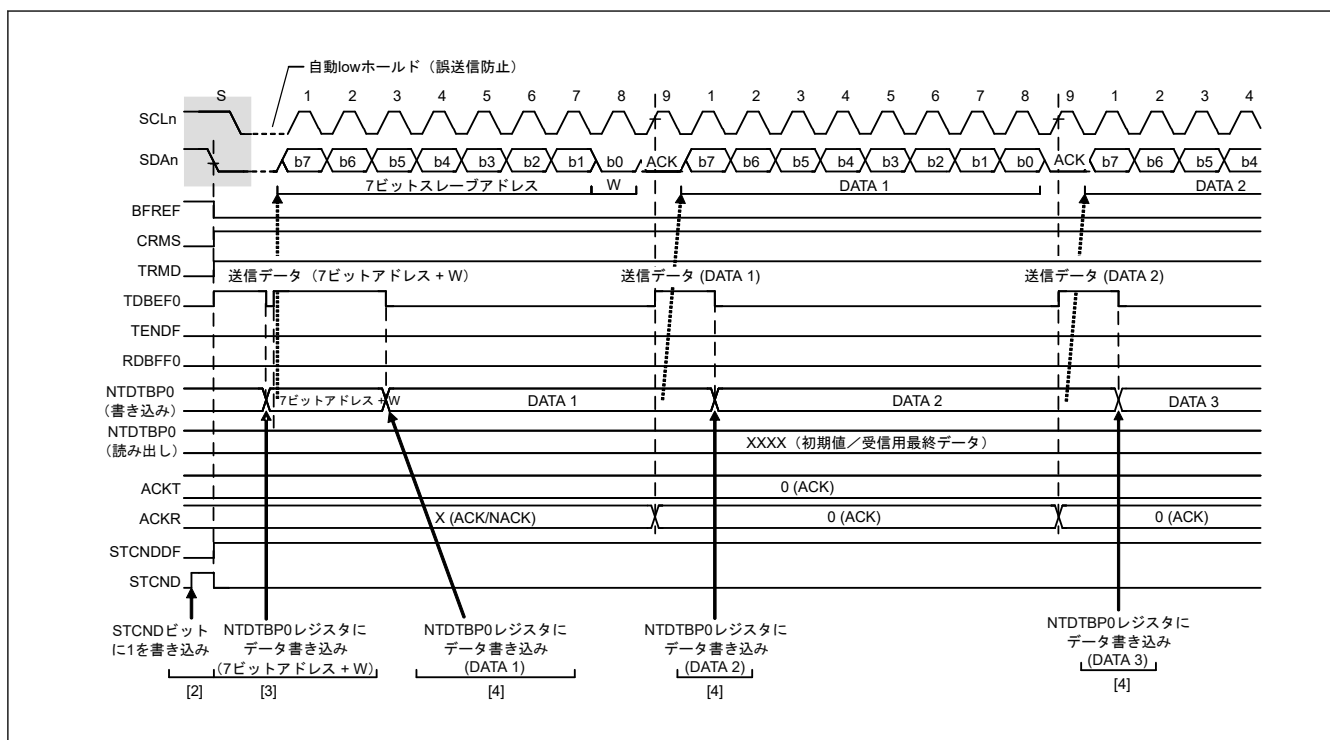 自動lowホールド（誤送信防止）
S 1 2 3 4 5 6 7 8 9 1 2 3 4 5 6 7 8 9 1 2 3 4
SCLn
SDAn b7 b6 b5 b4 b3 b2 b1 b0 ACK b7 b6 b5 b4 b3 b2 b1 b0 ACK b7 b6 b5 b4
7ビットスレーブアドレス W DATA 1 DATA 2
BFREF
CRMS
TRMD
送信データ（7ビットアドレス + W） 送信データ (DATA 1) 送信データ (DATA 2)
TDBEF0
TENDF
RDBFF0
NTDTBP0
（書き込み） 7ビットアドレス + W DATA 1 DATA 2 DATA 3
NTDTBP0
（読み出し） XXXX（初期値／受信用最終データ）
ACKT 0 (ACK)
ACKR X (ACK/NACK) 0 (ACK) 0 (ACK)
STCNDDF
STCND
STCNDビット NTDTBP0レジスタに NTDTBP0レジスタに NTDTBP0レジスタに NTDTBP0レジスタに
に1を書き込み データ書き込み データ書き込み データ書き込み データ書き込み
（7ビットアドレス + W） (DATA 1) (DATA 2) (DATA 3)
[2] [3] [4] [4] [4]